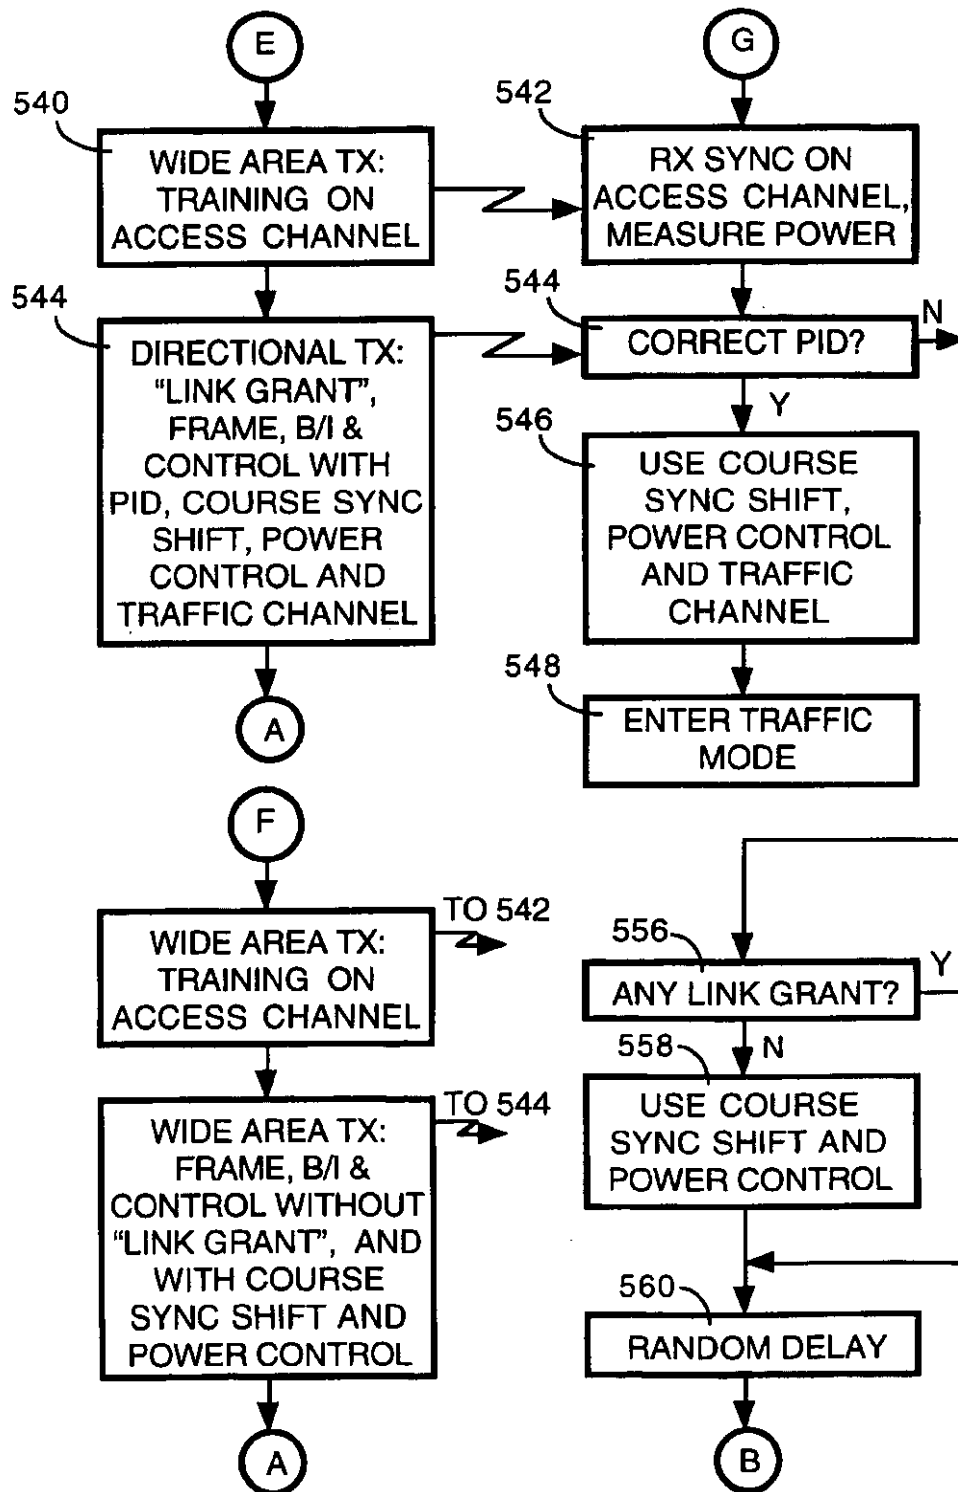 E
540
WIDE AREA TX:
TRAINING ON
ACCESS CHANNEL
544
DIRECTIONAL TX:
“LINK GRANT”,
FRAME, B/I &
CONTROL WITH
PID, COURSE SYNC
SHIFT, POWER
CONTROL AND
TRAFFIC CHANNEL
A
G
542
RX SYNC ON
ACCESS CHANNEL,
MEASURE POWER
544
CORRECT PID?
N
Y
546
USE COURSE
SYNC SHIFT,
POWER CONTROL
AND TRAFFIC
CHANNEL
548
ENTER TRAFFIC
MODE
F
WIDE AREA TX:
TRAINING ON
ACCESS CHANNEL
TO 542
WIDE AREA TX:
FRAME, B/I &
CONTROL WITHOUT
“LINK GRANT”, AND
WITH COURSE
SYNC SHIFT AND
POWER CONTROL
TO 544
A
556
ANY LINK GRANT?
Y
N
558
USE COURSE
SYNC SHIFT AND
POWER CONTROL
560
RANDOM DELAY
B